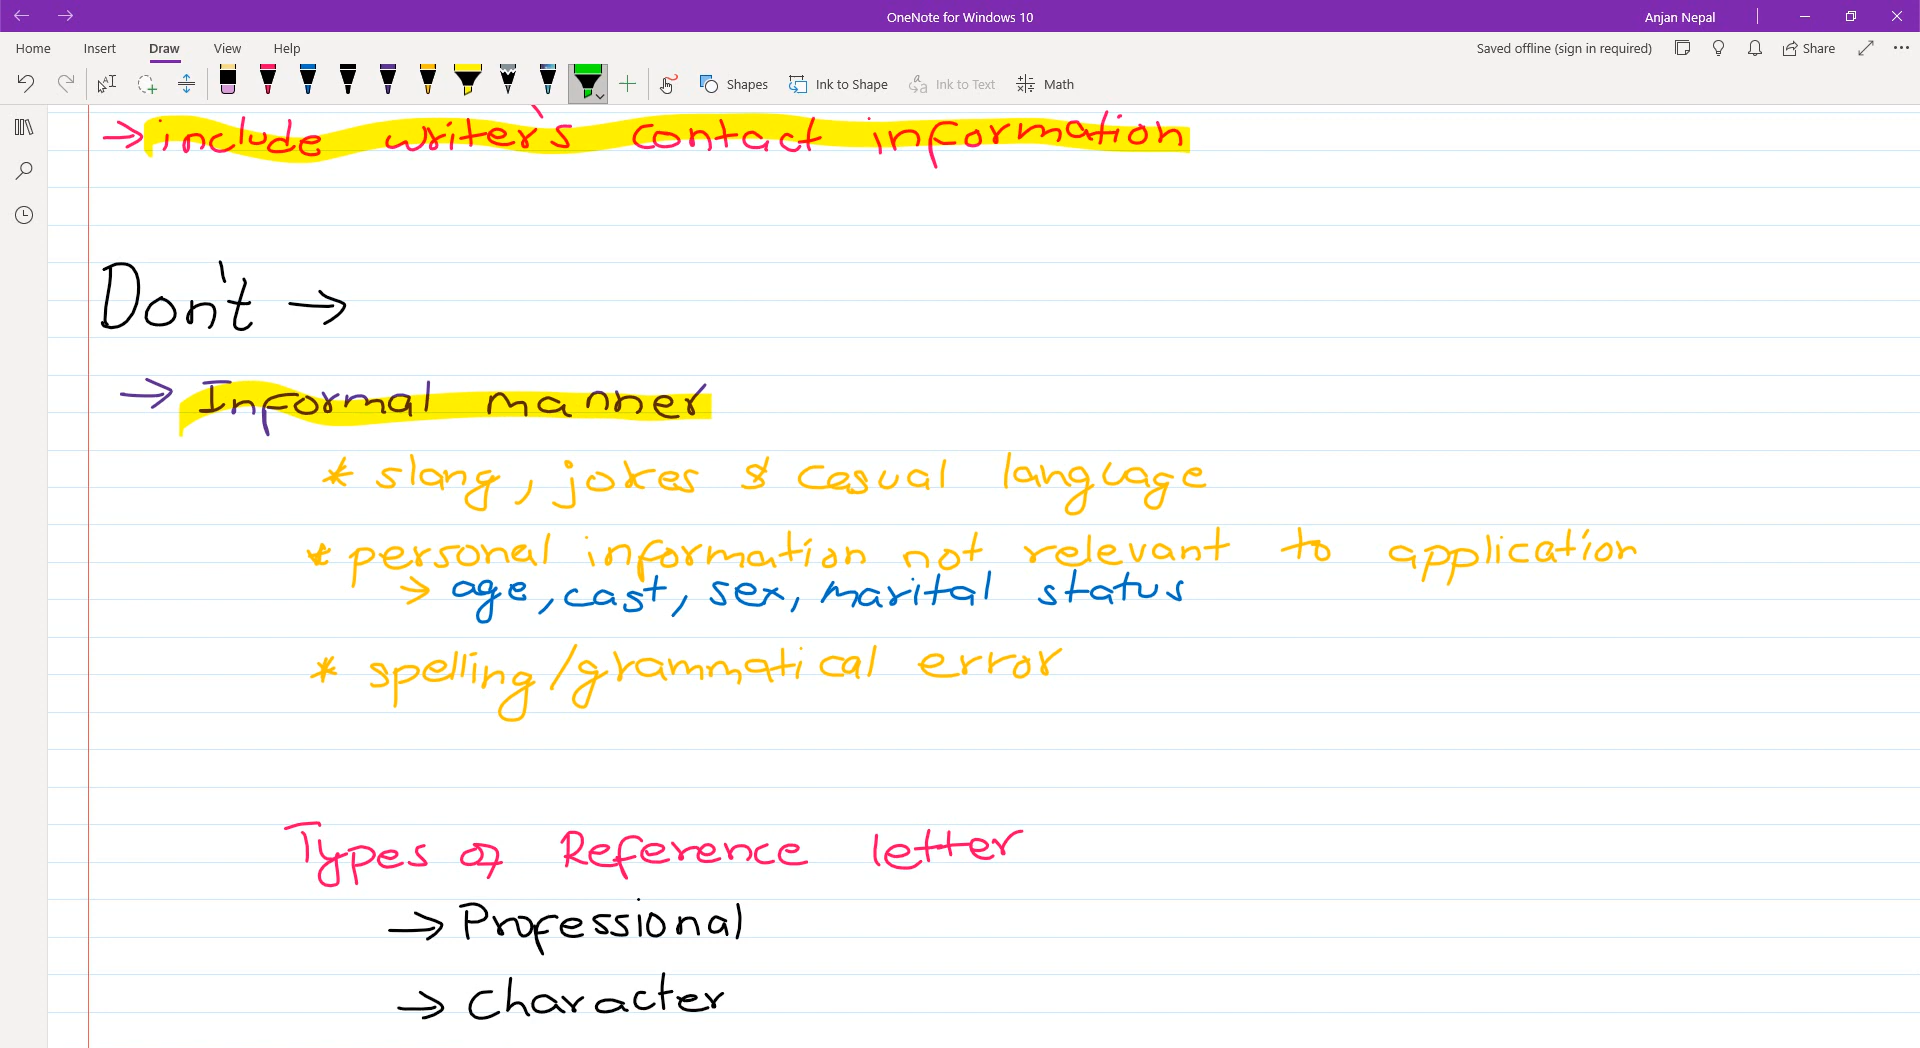 OneNote for Windows 10
Anjan Nepal
Home Insert Draw View Help
Saved offline (sign in required) Share
Shapes Ink to Shape Ink to Text Math
→ include writer's contact information
Don't →
→ Informal manner
* slang, jokes & casual language
* personal information not relevant to application
→ age, cast, sex, marital status
* spelling/grammatical error
Types of Reference letter
→ Professional
→ Character